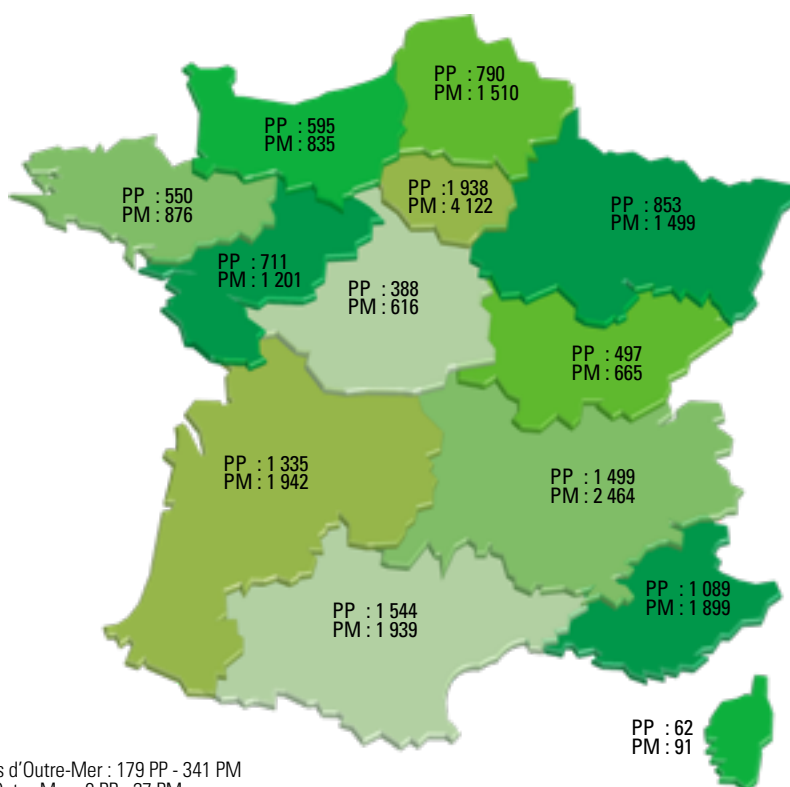 PP : 790
PM : 1 510
PP : 595
PM : 835
PP : 1 938
PM : 4 122
PP : 550
PM : 876
PP : 853
PM : 1 499
PP : 711
PM : 1 201
PP : 388
PM : 616
PP : 497
PM : 665
PP : 1 335
PM : 1 942
PP : 1 499
PM : 2 464
PP : 1 089
PM : 1 899
PP : 1 544
PM : 1 939
PP : 62
PM : 91
d'Outre-Mer : 179 PP - 341 PM